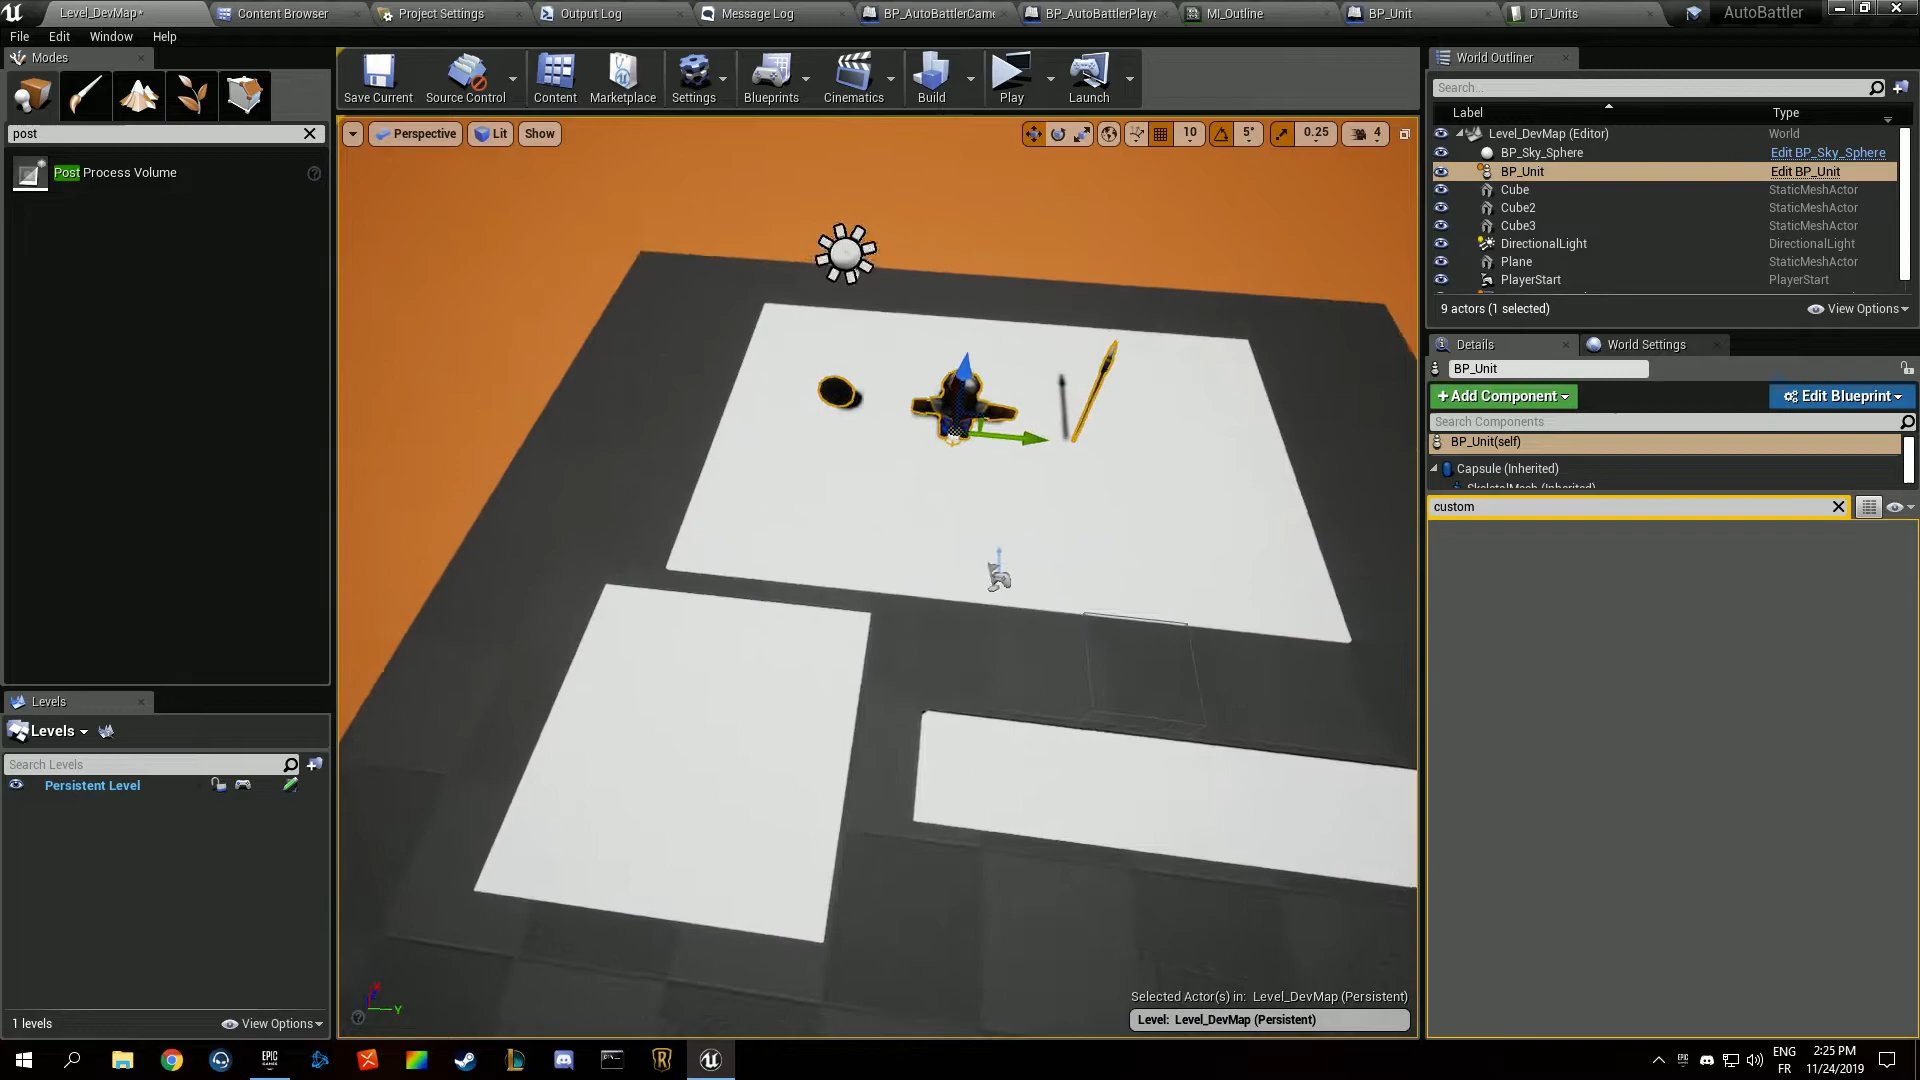 Level_DevMap*
Content Browser
Project Settings
Output Log
Message Log
BP_AutoBattlerCame
BP_AutoBattlerPlaye
MI_Outline
BP_Unit
DT_Units
AutoBattler
File Edit Window Help
Modes
post
Post Process Volume
Save Current
Source Control
Content
Marketplace
Settings
Blueprints
Cinematics
Build
Play
Launch
Perspective
Lit
Show
10
5°
0.25
4
World Outliner
Search...
Label Type
Level_DevMap (Editor) World
BP_Sky_Sphere Edit BP_Sky_Sphere
BP_Unit Edit BP_Unit
Cube StaticMeshActor
Cube2 StaticMeshActor
Cube3 StaticMeshActor
DirectionalLight DirectionalLight
Plane StaticMeshActor
PlayerStart PlayerStart
9 actors (1 selected)
View Options
Details
World Settings
BP_Unit
+Add Component
Edit Blueprint
Search Components
BP_Unit(self)
Capsule (Inherited)
SkeletalMesh (Inherited)
custom
Levels
Levels
Search Levels
Persistent Level
1 levels
View Options
X
Y
Selected Actor(s) in: Level_DevMap (Persistent)
Level: Level_DevMap (Persistent)
EPIC
GAMES
ENG
FR
2:25 PM
11/24/2019